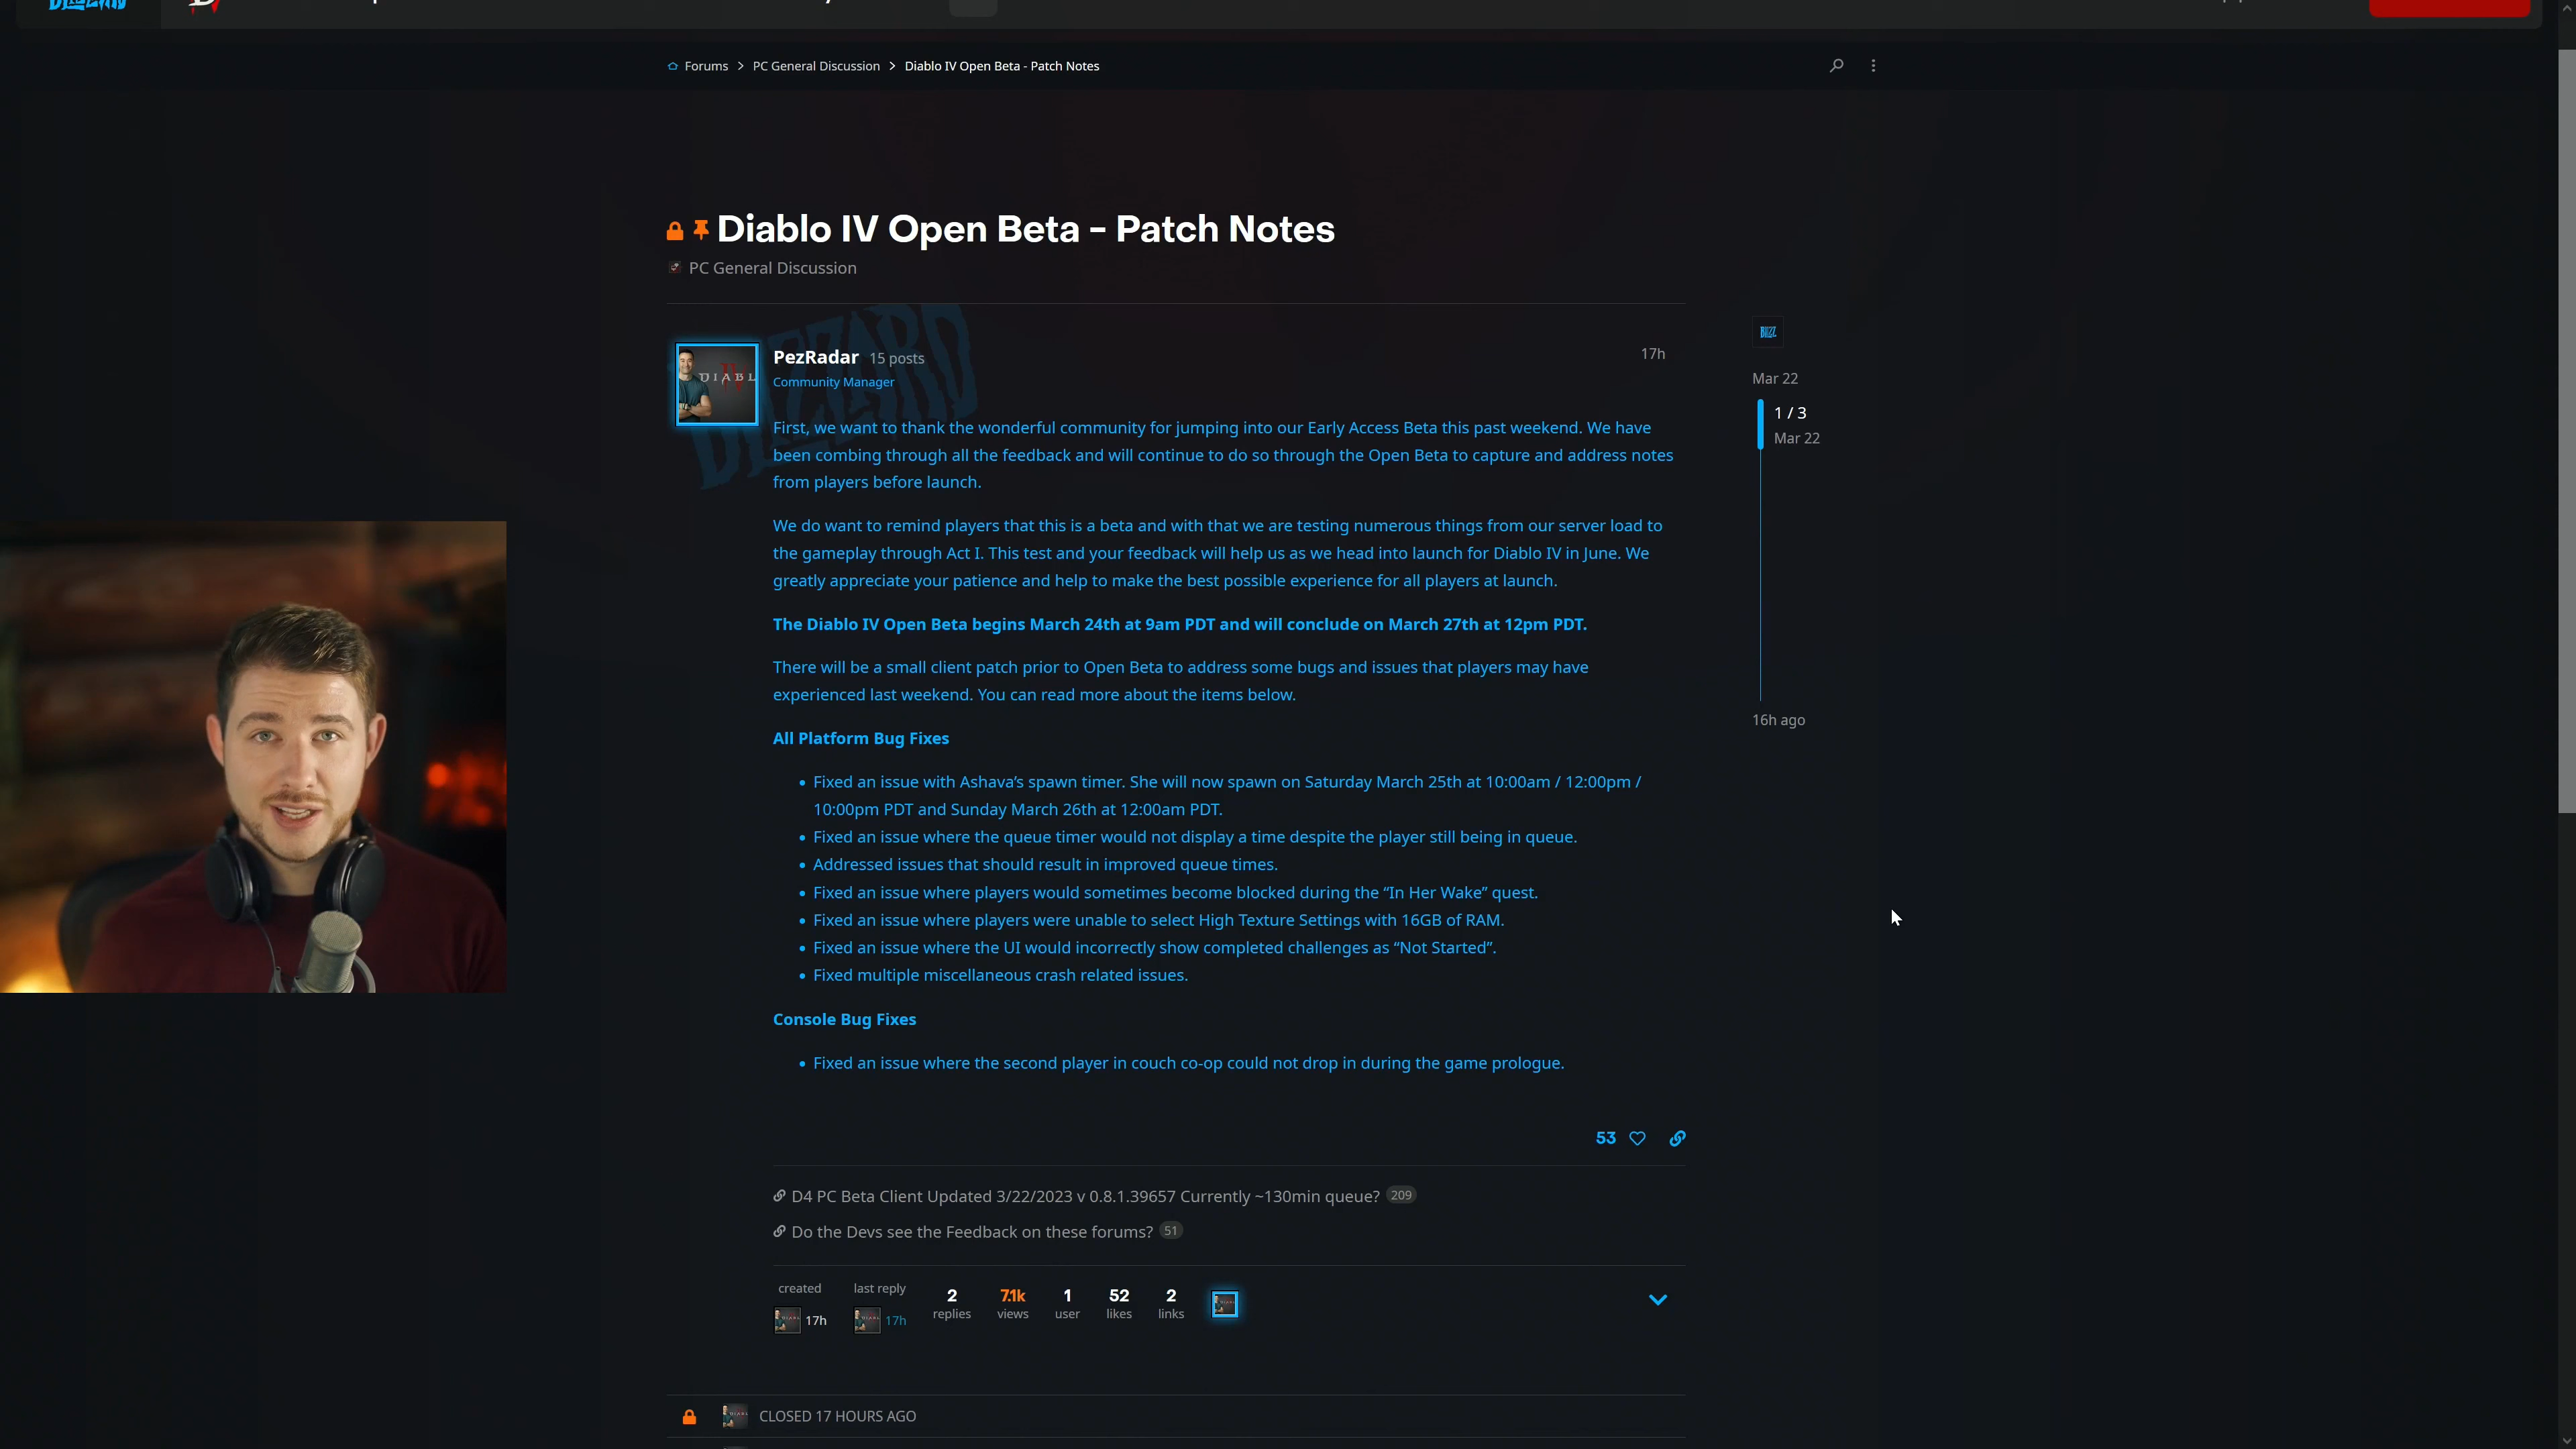 Forums > PC General Discussion > Diablo IV Open Beta - Patch Notes
Diablo IV Open Beta - Patch Notes
PC General Discussion
BLIZZARD
PezRadar 15 posts
17h
Community Manager
First, we want to thank the wonderful community for jumping into our Early Access Beta this past weekend. We have
been combing through all the feedback and will continue to do so through the Open Beta to capture and address notes
from players before launch.
We do want to remind players that this is a beta and with that we are testing numerous things from our server load to
the gameplay through Act I. This test and your feedback will help us as we head into launch for Diablo IV in June. We
greatly appreciate your patience and help to make the best possible experience for all players at launch.
The Diablo IV Open Beta begins March 24th at 9am PDT and will conclude on March 27th at 12pm PDT.
There will be a small client patch prior to Open Beta to address some bugs and issues that players may have
experienced last weekend. You can read more about the items below.
All Platform Bug Fixes
• Fixed an issue with Ashava’s spawn timer. She will now spawn on Saturday March 25th at 10:00am / 12:00pm /
10:00pm PDT and Sunday March 26th at 12:00am PDT.
• Fixed an issue where the queue timer would not display a time despite the player still being in queue.
• Addressed issues that should result in improved queue times.
• Fixed an issue where players would sometimes become blocked during the “In Her Wake” quest.
• Fixed an issue where players were unable to select High Texture Settings with 16GB of RAM.
• Fixed an issue where the UI would incorrectly show completed challenges as “Not Started”.
• Fixed multiple miscellaneous crash related issues.
Console Bug Fixes
• Fixed an issue where the second player in couch co-op could not drop in during the game prologue.
53
D4 PC Beta Client Updated 3/22/2023 v 0.8.1.39657 Currently ~130min queue? 209
Do the Devs see the Feedback on these forums? 51
created last reply 2 7.1k 1 52 2
17h 17h replies views user likes links
CLOSED 17 HOURS AGO
BLIZZ
Mar 22
1 / 3
Mar 22
16h ago